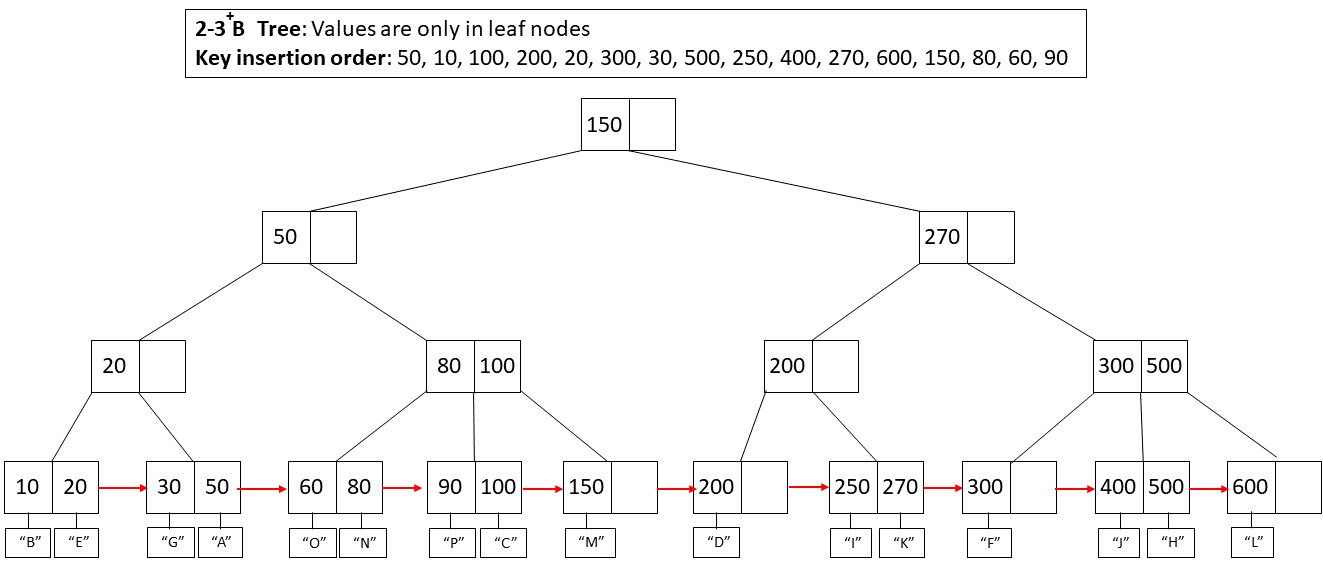 2-3 B+ Tree: Values are only in leaf nodes
Key insertion order: 50, 10, 100, 200, 20, 300, 30, 500, 250, 400, 270, 600, 150, 80, 60, 90
150
50 270
20 80 100 200 300 500
10 20 30 50 60 80 90 100 150 200 250 270 300 400 500 600
“B” “E” “G” “A” “O” “N” “P” “C” “M” “D” “I” “K” “F” “J” “H” “L”